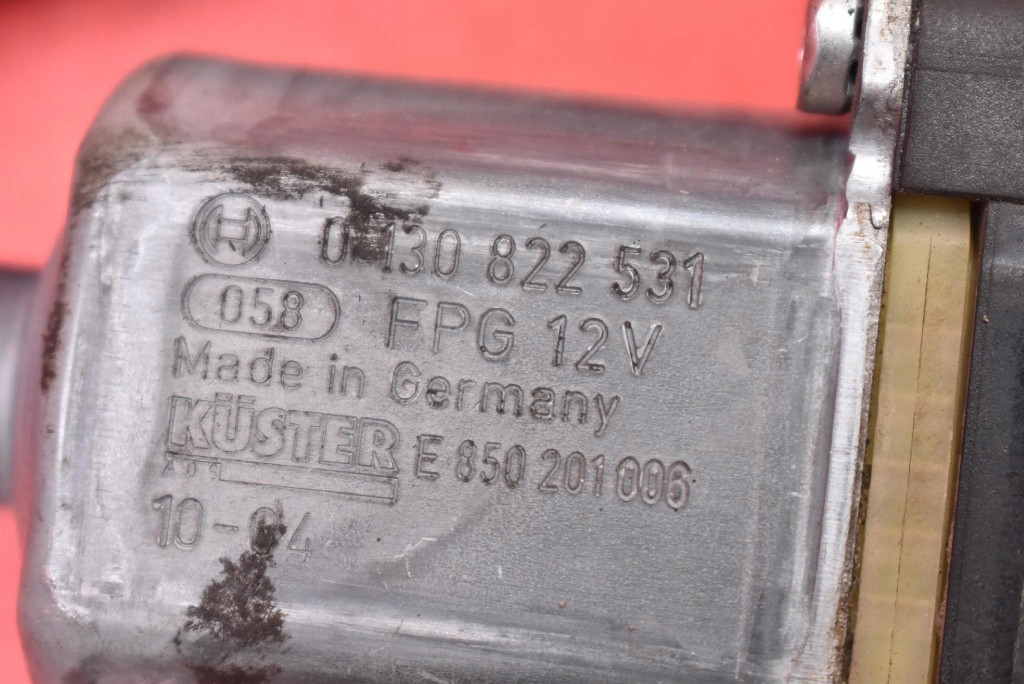 0 130 822 531
058 FPG 12V
Made in Germany
KÜSTER E 850 201 006
10-04